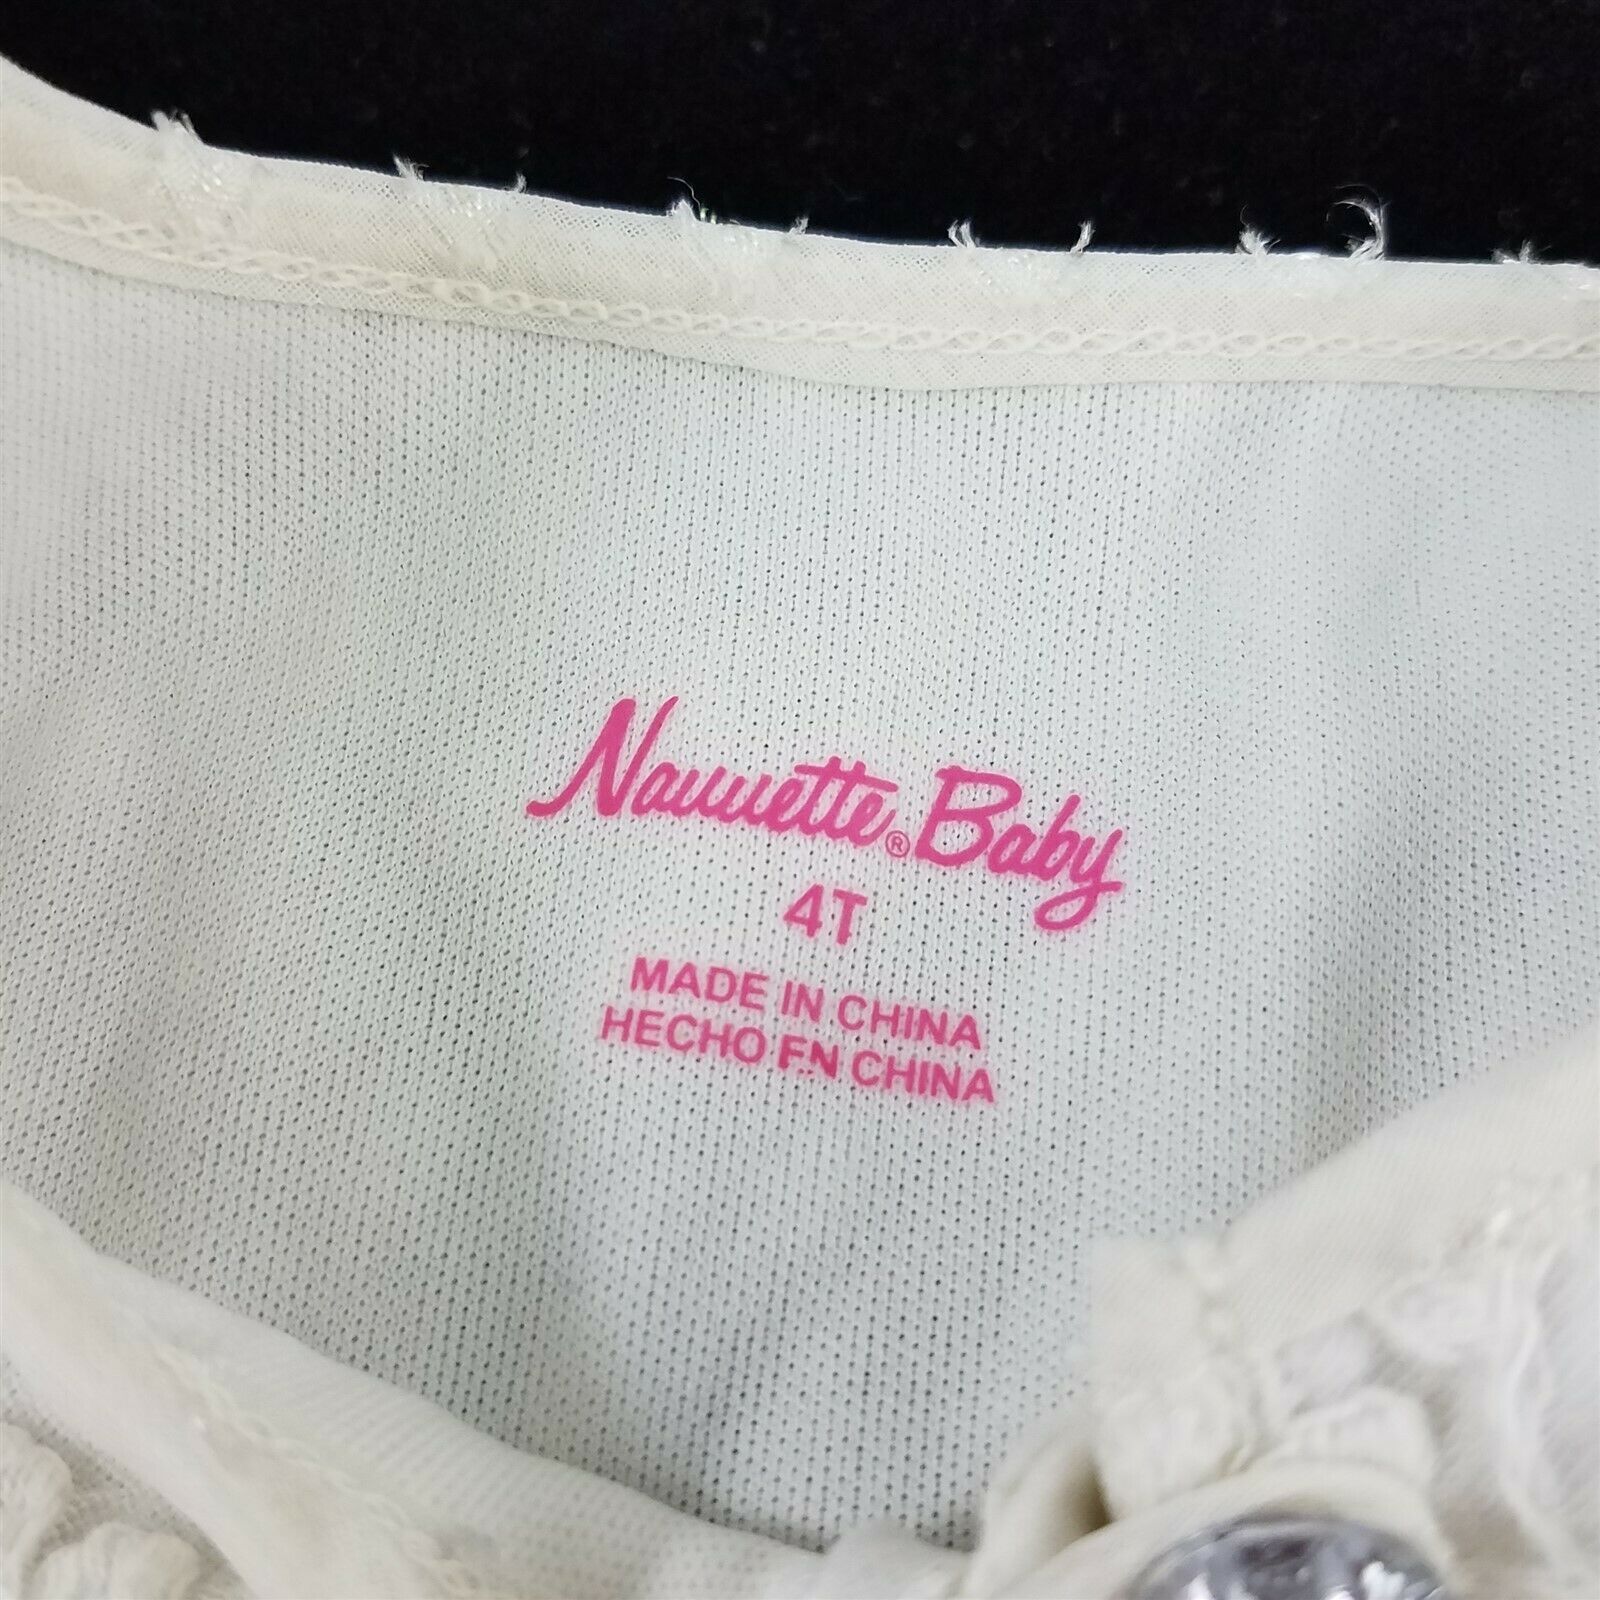 Nannette® Baby
4T
MADE IN CHINA
HECHO EN CHINA